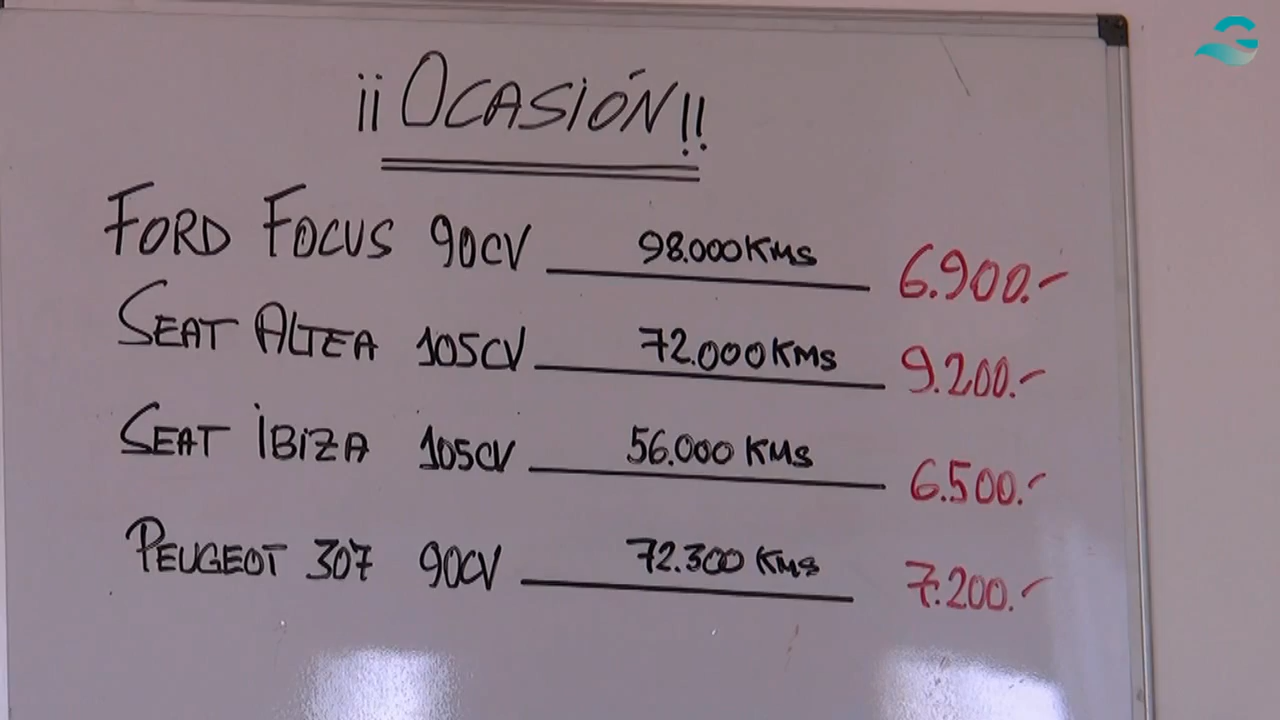 ¡¡OCASIÓN!!
FORD FOCUS 90CV 98.000KMS 6.900.-
SEAT ALTEA 105CV 72.000KMS 9.200.-
SEAT IBIZA 105CV 56.000 KMS 6.500.-
PEUGEOT 307 90CV 72.300 KMS 7.200.-